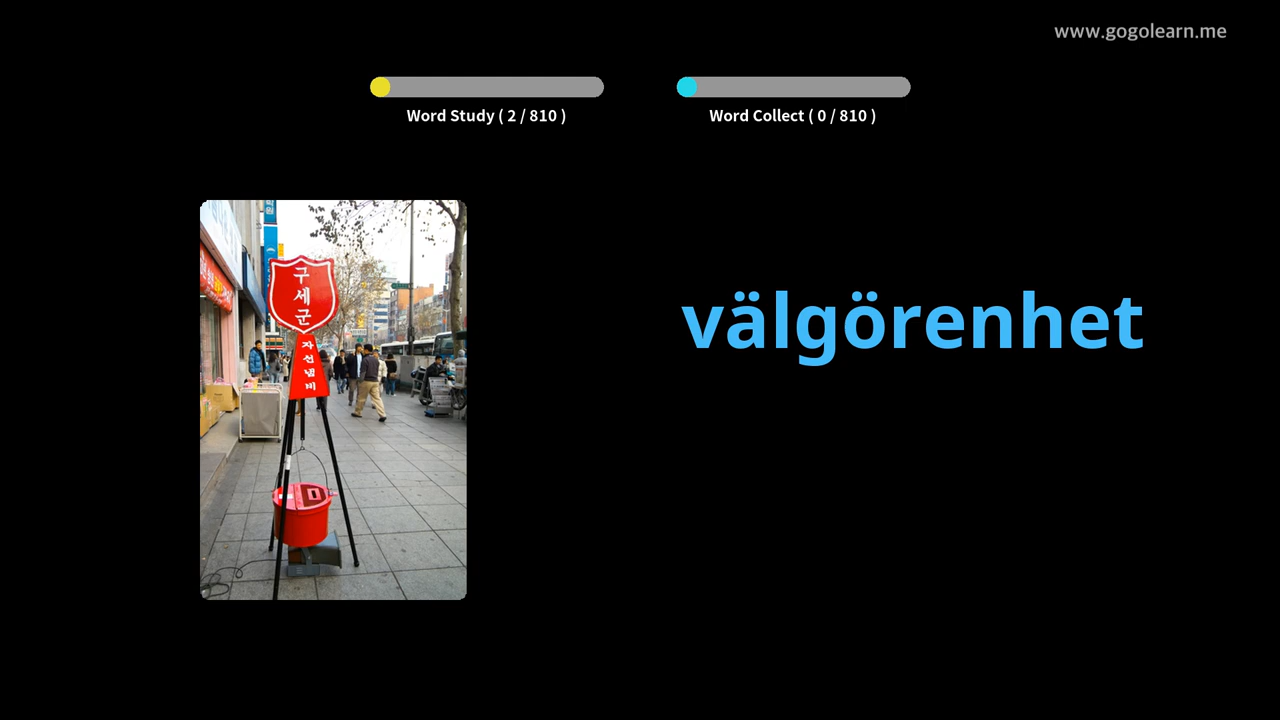 www.gogolearn.me
Word Study ( 2 / 810 )
Word Collect ( 0 / 810 )
välgörenhet
구
세
군
자
선
냄
비